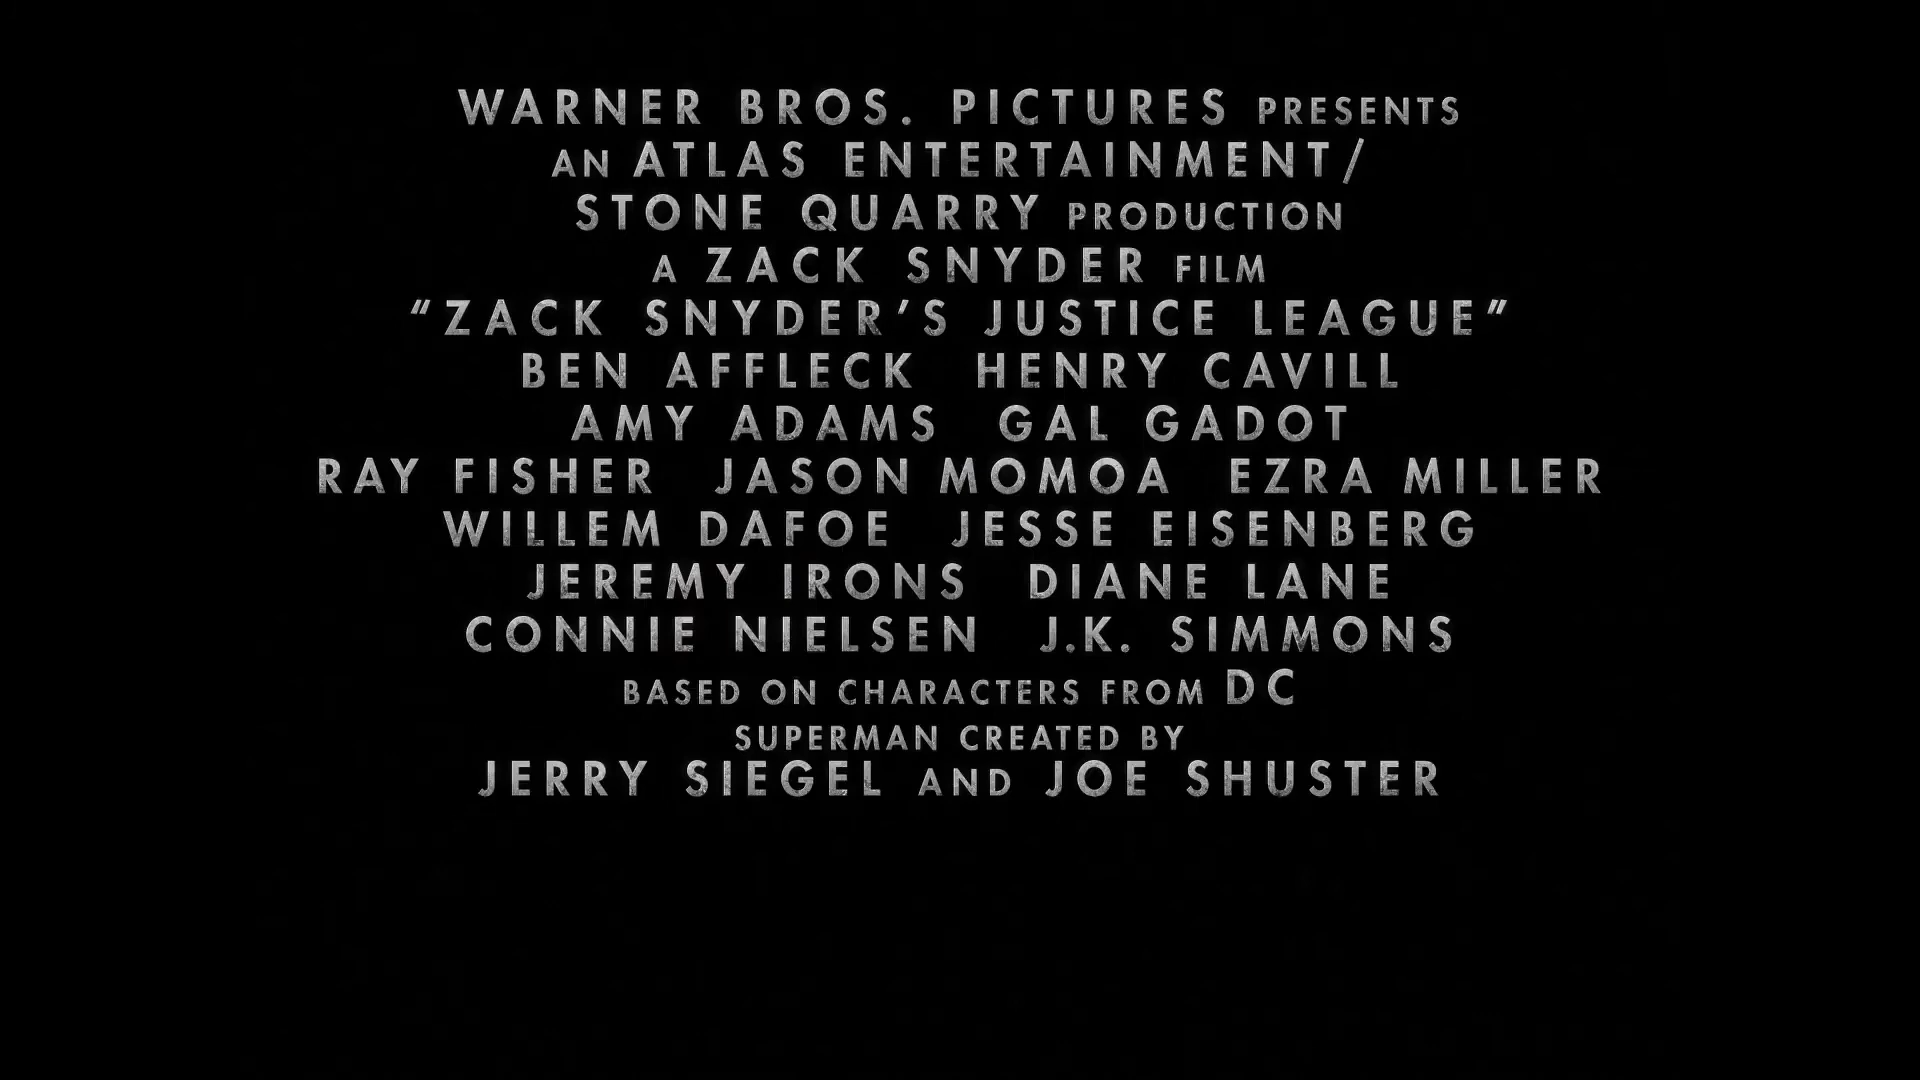 WARNER BROS. PICTURES PRESENTS
AN ATLAS ENTERTAINMENT/
STONE QUARRY PRODUCTION
A ZACK SNYDER FILM
“ZACK SNYDER’S JUSTICE LEAGUE”
BEN AFFLECK HENRY CAVILL
AMY ADAMS GAL GADOT
RAY FISHER JASON MOMOA EZRA MILLER
WILLEM DAFOE JESSE EISENBERG
JEREMY IRONS DIANE LANE
CONNIE NIELSEN J.K. SIMMONS
BASED ON CHARACTERS FROM DC
SUPERMAN CREATED BY
JERRY SIEGEL AND JOE SHUSTER